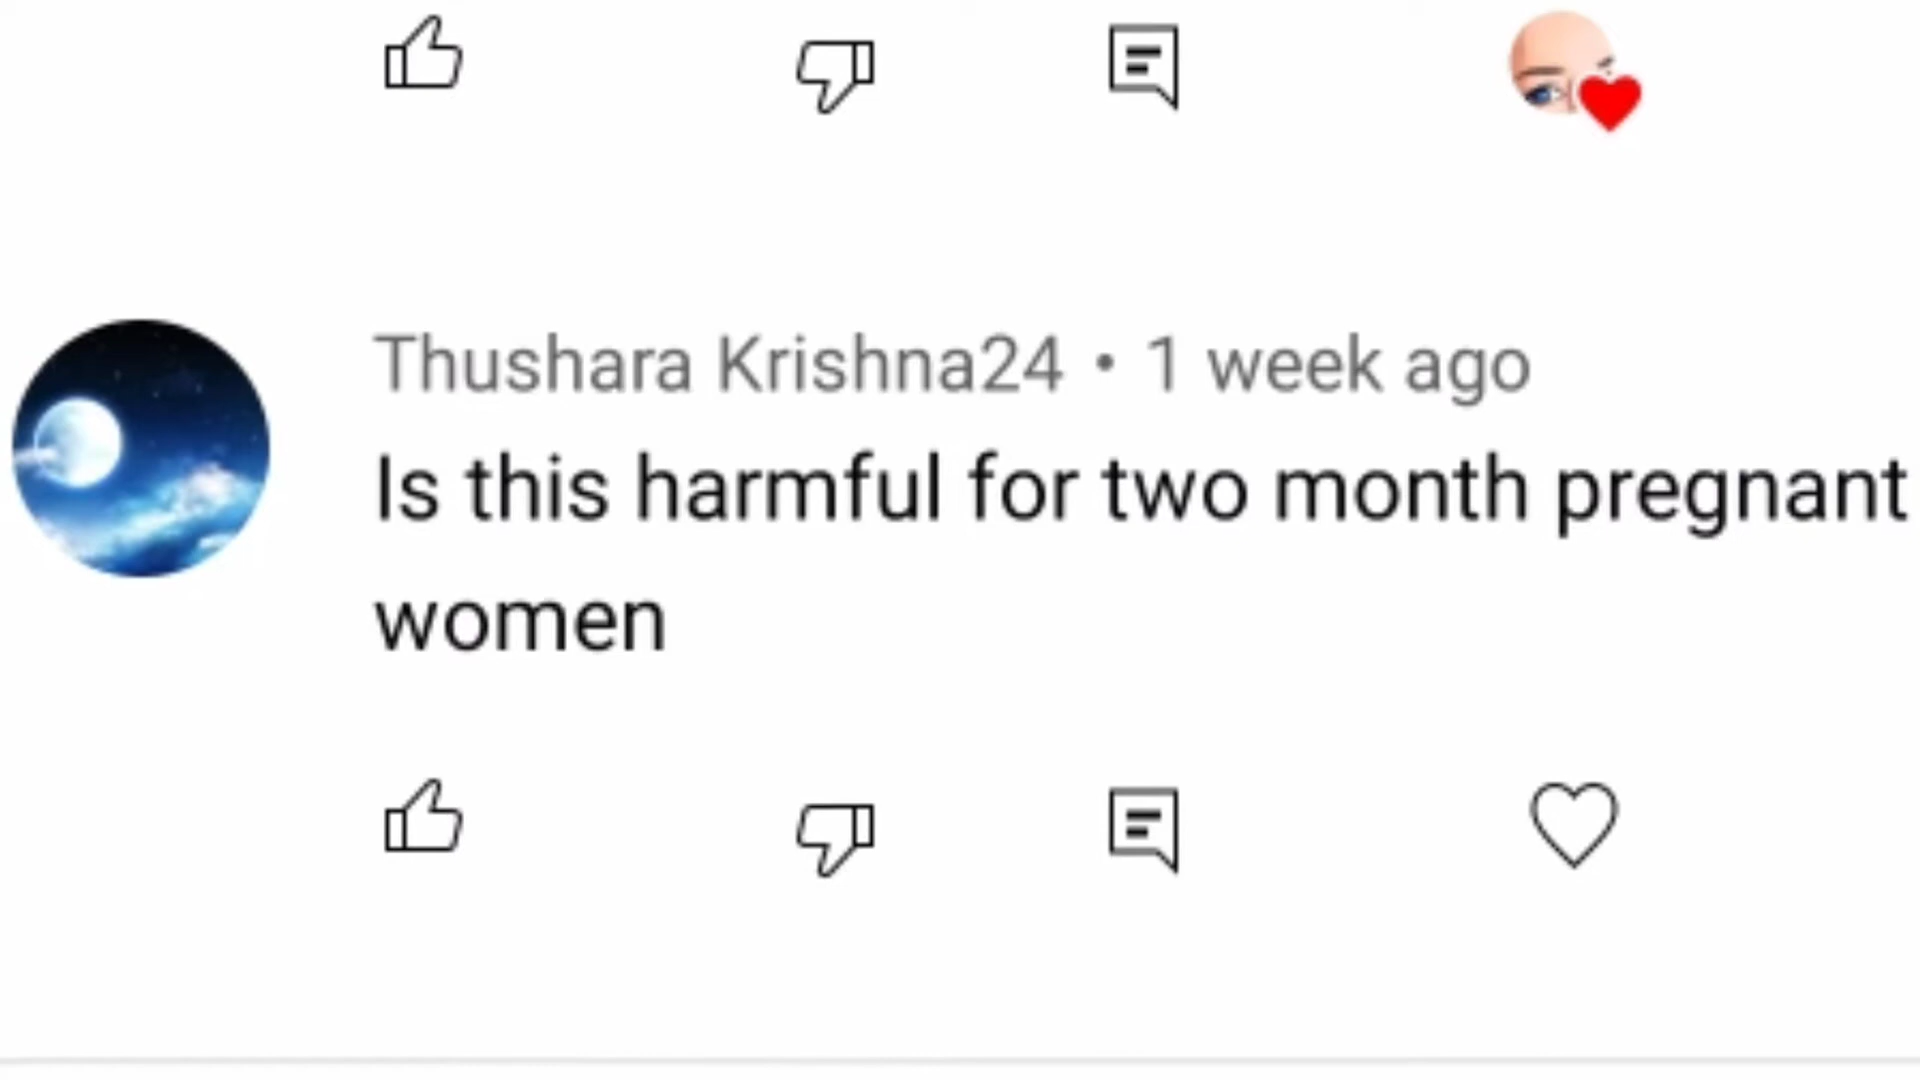 Thushara Krishna24 • 1 week ago
Is this harmful for two month pregnant
women